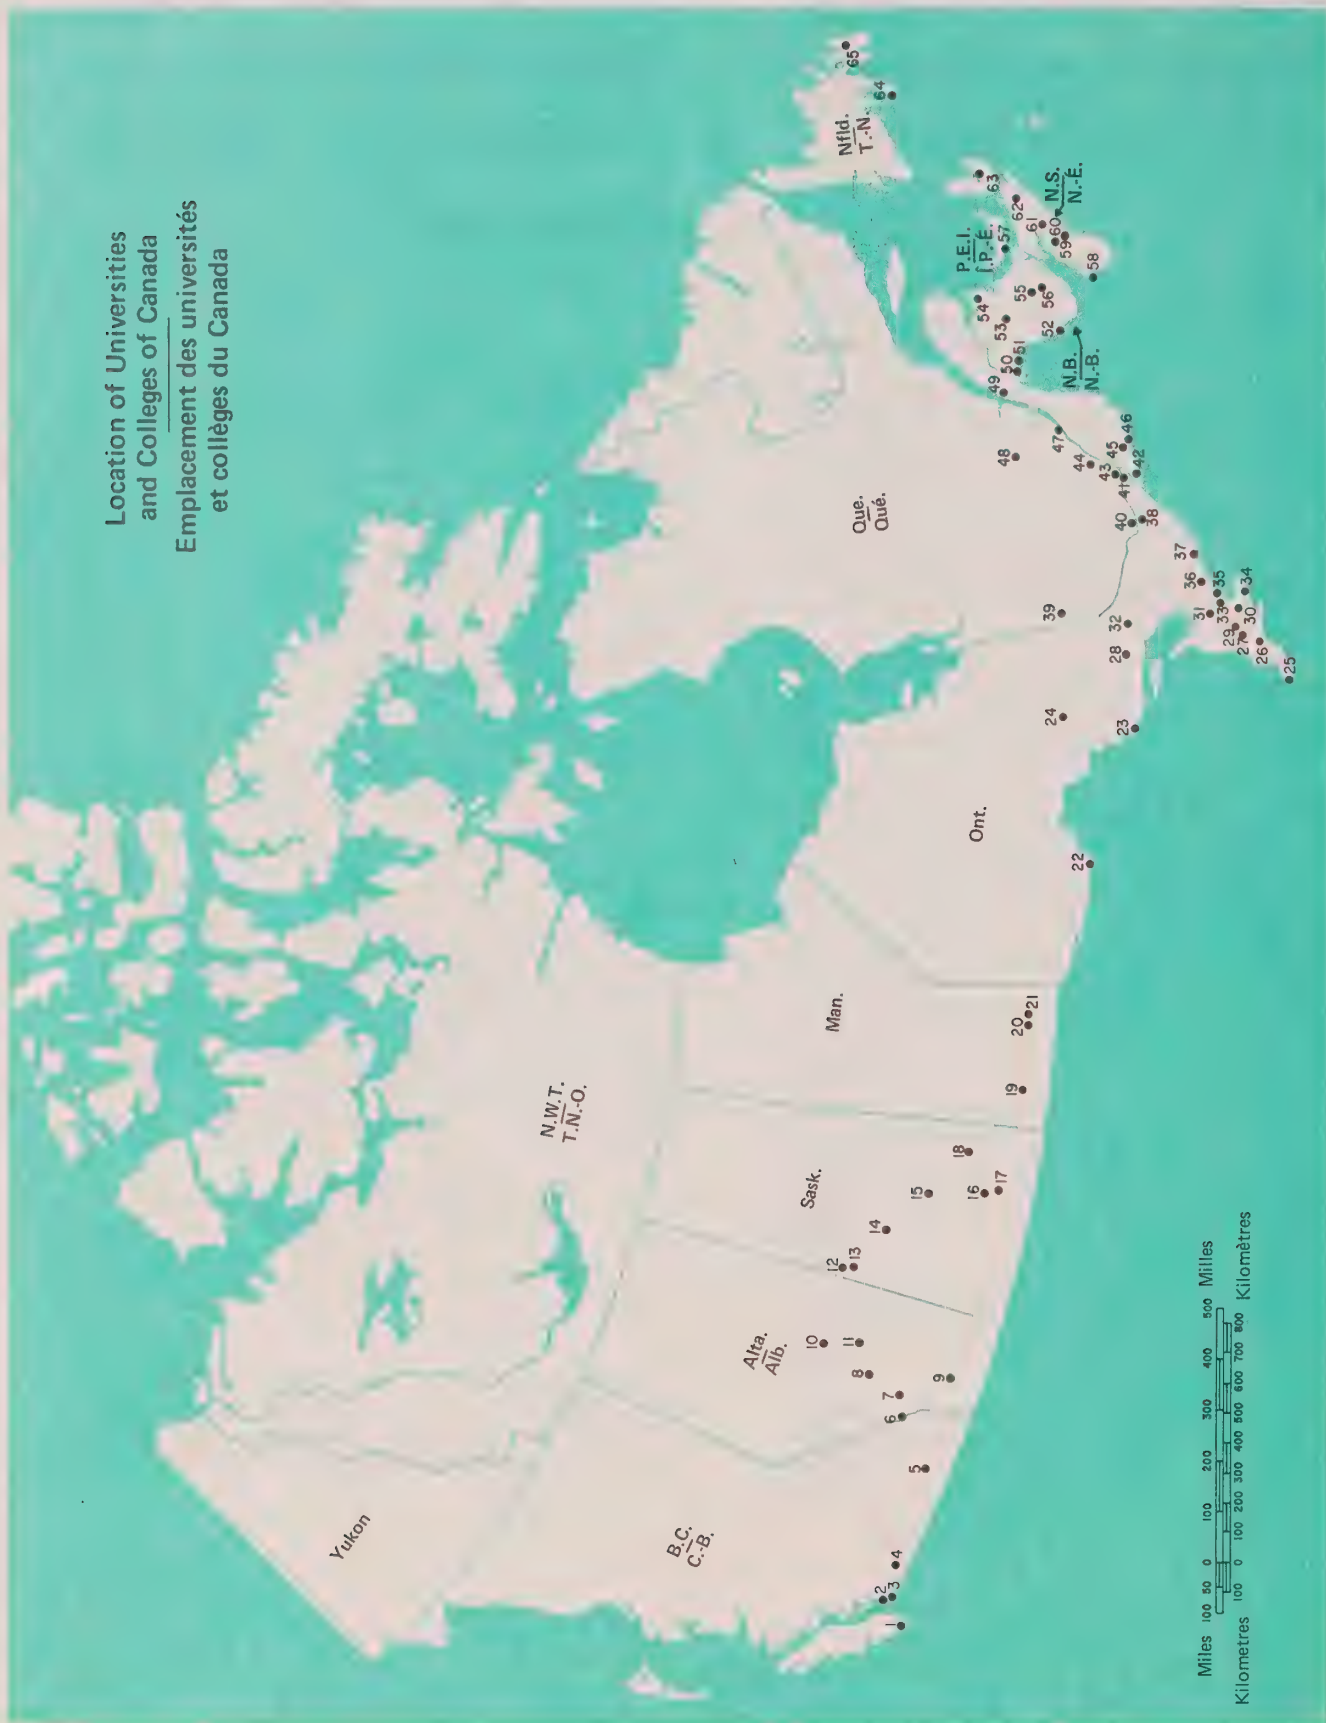 Location of Universities
and Colleges of Canada
Emplacement des universités
et collèges du Canada
Yukon
N.W.T.
T.N.-O.
B.C.
C.-B.
Alta.
Alb.
Sask.
Man.
Ont.
Que.
Qué.
Nfld.
T.-N.
P.E.I.
Î.P.-É.
N.S.
N.-É.
N.B.
N.-B.
1
2
3
4
5
6
7
8
9
10
11
12
13
14
15
16
17
18
19
20
21
22
23
24
25
26
27
28
29
30
31
32
33
34
35
36
37
38
39
40
41
42
43
44
45
46
47
48
49
50
51
52
53
54
55
56
57
58
59
60
61
62
63
64
65
Miles 100 50 0 100 200 300 400 500 Milles
Kilometres 100 0 100 200 300 400 500 600 700 800 Kilomètres